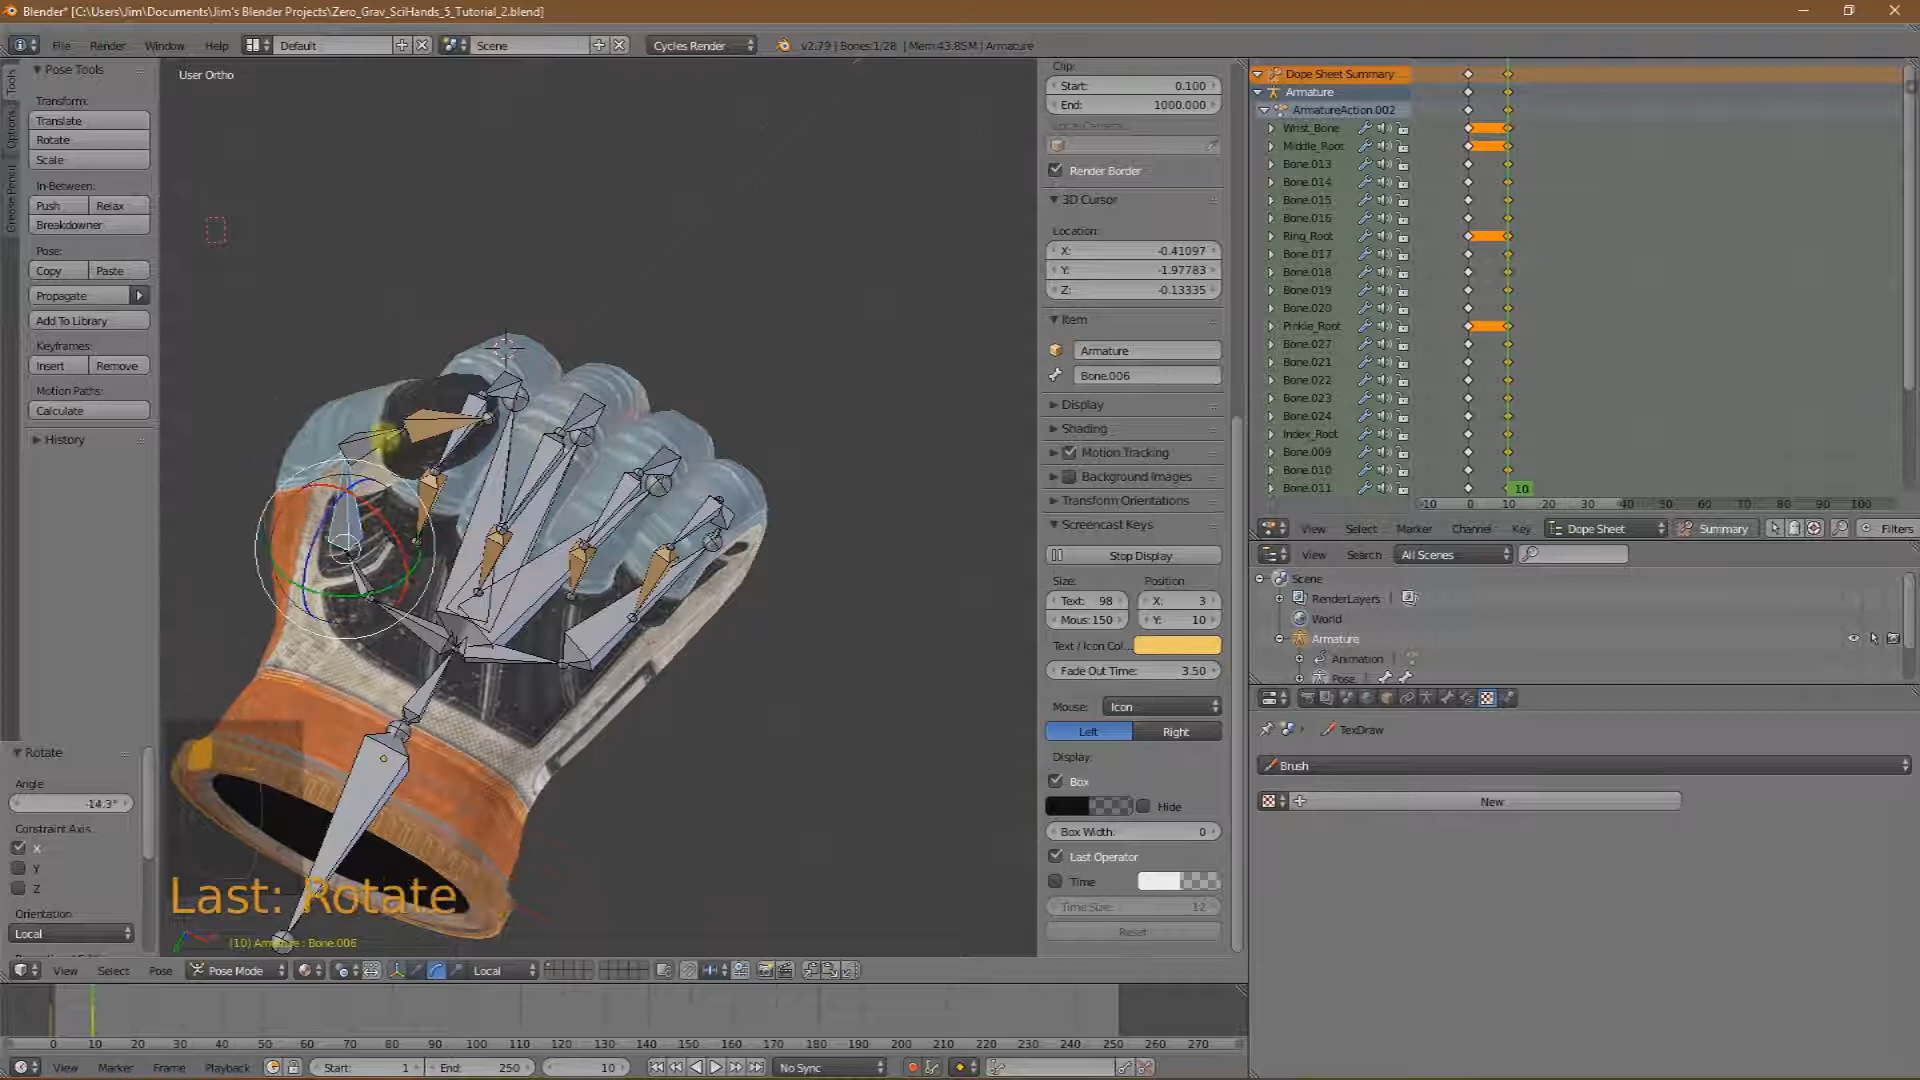 Blender* [C:\Users\Jim\Documents\Jim's Blender Projects\Zero_Grav_SciHands_5_Tutorial_2.blend]
File Render Window Help Default Scene Cycles Render v2.79 | Bones:1/28 | Mem:43.85M | Armature
Tools
Options
Grease Pencil
Pose Tools
Transform:
Translate
Rotate
Scale
In-Between:
Push Relax
Breakdowner
Pose:
Copy Paste
Propagate
Add To Library
Keyframes:
Insert Remove
Motion Paths:
Calculate
History
Rotate
Angle
-14.3°
Constraint Axis
X
Y
Z
Orientation
Local
User Ortho
Last: Rotate
(10) Armature : Bone.006
View Select Pose Pose Mode Local
Clip:
Start: 0.100
End: 1000.000
Render Border
3D Cursor
Location:
X: -0.41097
Y: -1.97783
Z: -0.13335
Item
Armature
Bone.006
Display
Shading
Motion Tracking
Background Images
Transform Orientations
Screencast Keys
Stop Display
Size: Position:
Text: 98 X: 3
Mous: 150 Y: 10
Text / Icon Col...
Fade Out Time: 3.50
Mouse: Icon
Left Right
Display:
Box
Hide
Box Width: 0
Last Operator
Time
Time Size: 12
Reset
Dope Sheet Summary
Armature
ArmatureAction.002
Wrist_Bone
Middle_Root
Bone.013
Bone.014
Bone.015
Bone.016
Ring_Root
Bone.017
Bone.018
Bone.019
Bone.020
Pinkie_Root
Bone.027
Bone.021
Bone.022
Bone.023
Bone.024
Index_Root
Bone.009
Bone.010
Bone.011
10
-10 0 10 20 30 40 50 60 70 80 90 100
View Select Marker Channel Key Dope Sheet Summary Filters
View Search All Scenes
Scene
RenderLayers
World
Armature
Animation
Pose
TexDraw
Brush
New
0 10 20 30 40 50 60 70 80 90 100 110 120 130 140 150 160 170 180 190 200 210 220 230 240 250 260 270
View Marker Frame Playback Start: 1 End: 250 10 No Sync